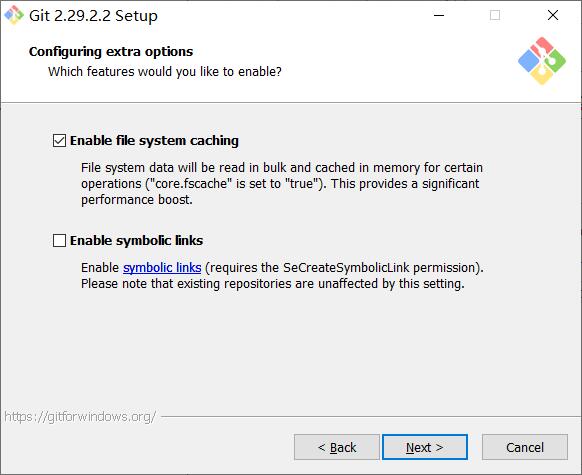 Git 2.29.2.2 Setup
Configuring extra options
Which features would you like to enable?
Enable file system caching
File system data will be read in bulk and cached in memory for certain
operations ("core.fscache" is set to "true"). This provides a significant
performance boost.
Enable symbolic links
Enable symbolic links (requires the SeCreateSymbolicLink permission).
Please note that existing repositories are unaffected by this setting.
https://gitforwindows.org/
< Back
Next >
Cancel